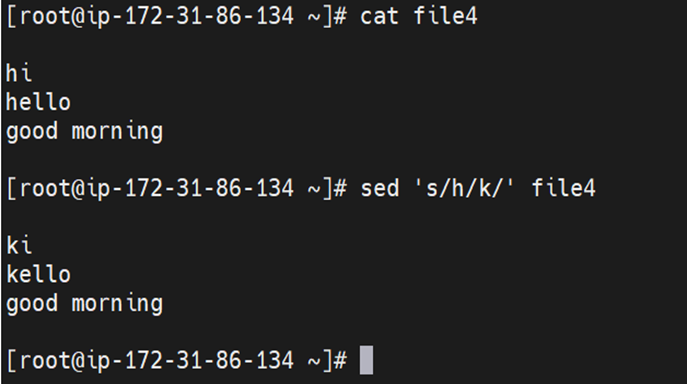 [root@ip-172-31-86-134 ~]# cat file4
hi
hello
good morning
[root@ip-172-31-86-134 ~]# sed 's/h/k/' file4
ki
kello
good morning
[root@ip-172-31-86-134 ~]#